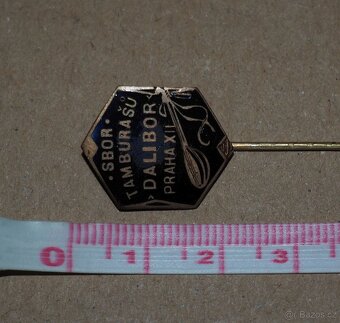 · SBOR ·
TAMBURAŠŮ
DALIBOR
PRAHA XII
0 1 2 3
Bazos.cz